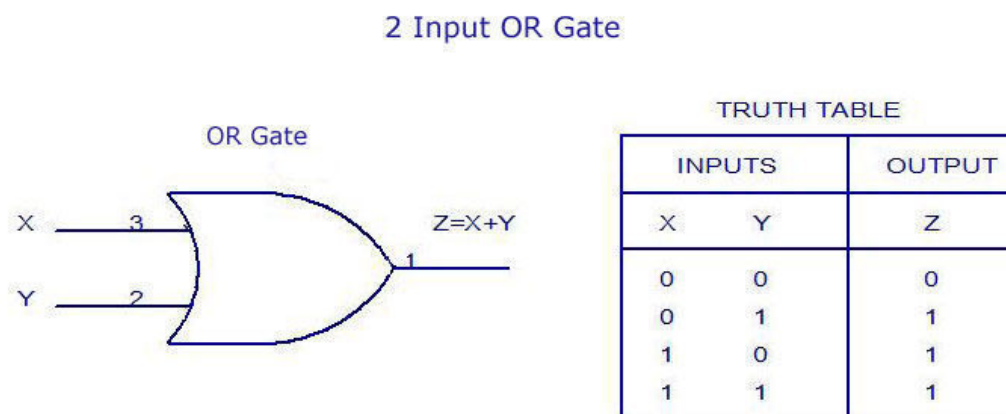 2 Input OR Gate
OR Gate
X 3
Y 2
1
Z=X+Y
TRUTH TABLE
INPUTS OUTPUT
X Y Z
0 0 0
0 1 1
1 0 1
1 1 1